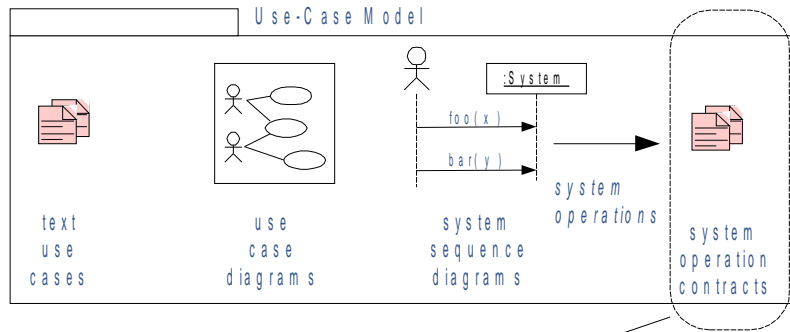 Use-Case Model
:System
foo(x)
bar(y)
system
operations
text
use
cases
use
case
diagrams
system
sequence
diagrams
system
operation
contracts